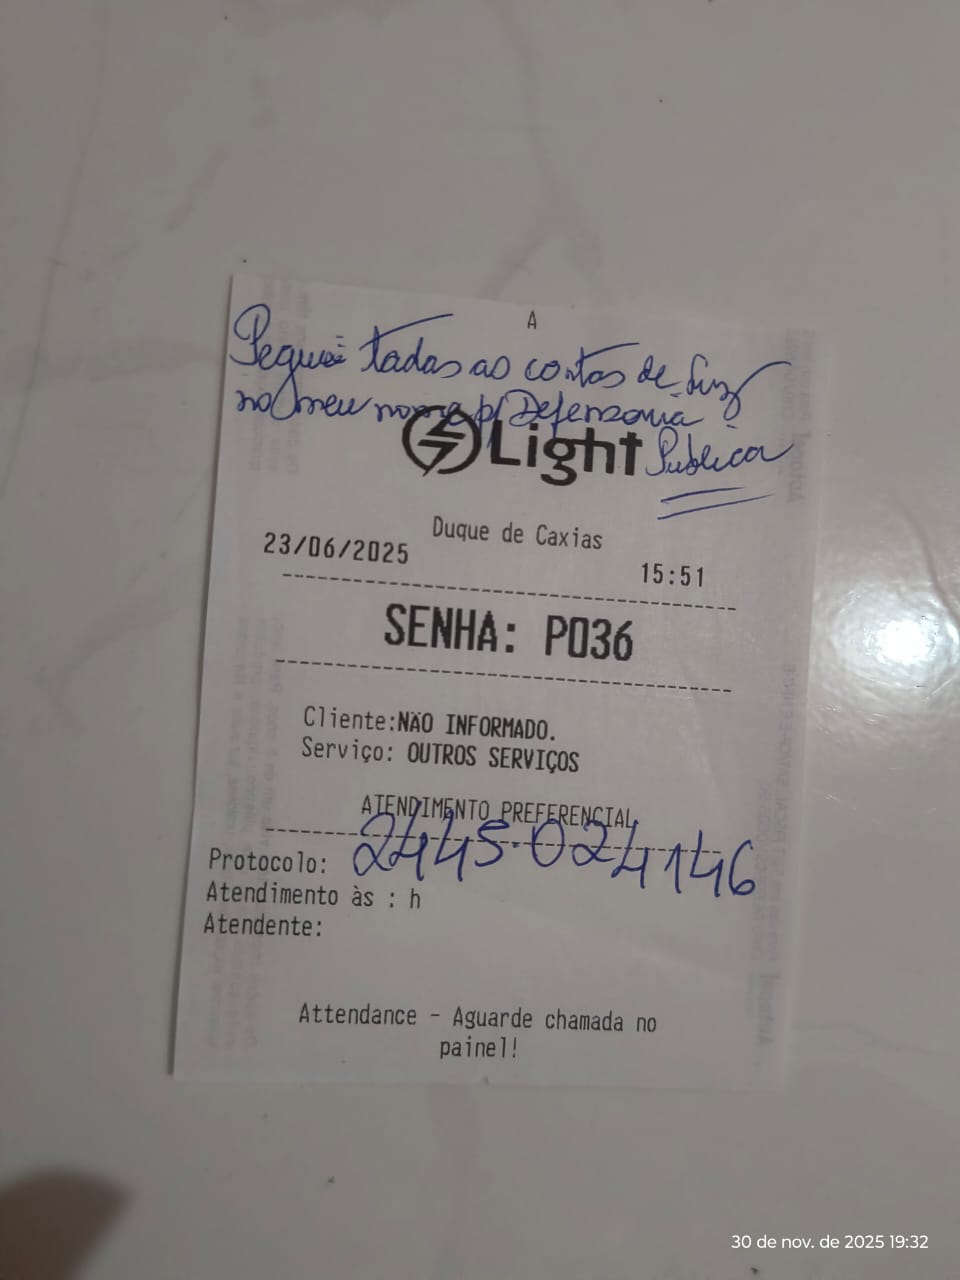 A
Peguei todas as contas de luz
no meu nome p/ Defensoria
Pública
Light
Duque de Caxias
23/06/2025 15:51
SENHA: P036
Cliente:NÃO INFORMADO.
Serviço: OUTROS SERVIÇOS
ATENDIMENTO PREFERENCIAL
Protocolo: 2445.024146
Atendimento às : h
Atendente:
Attendance - Aguarde chamada no
painel!
30 de nov. de 2025 19:32